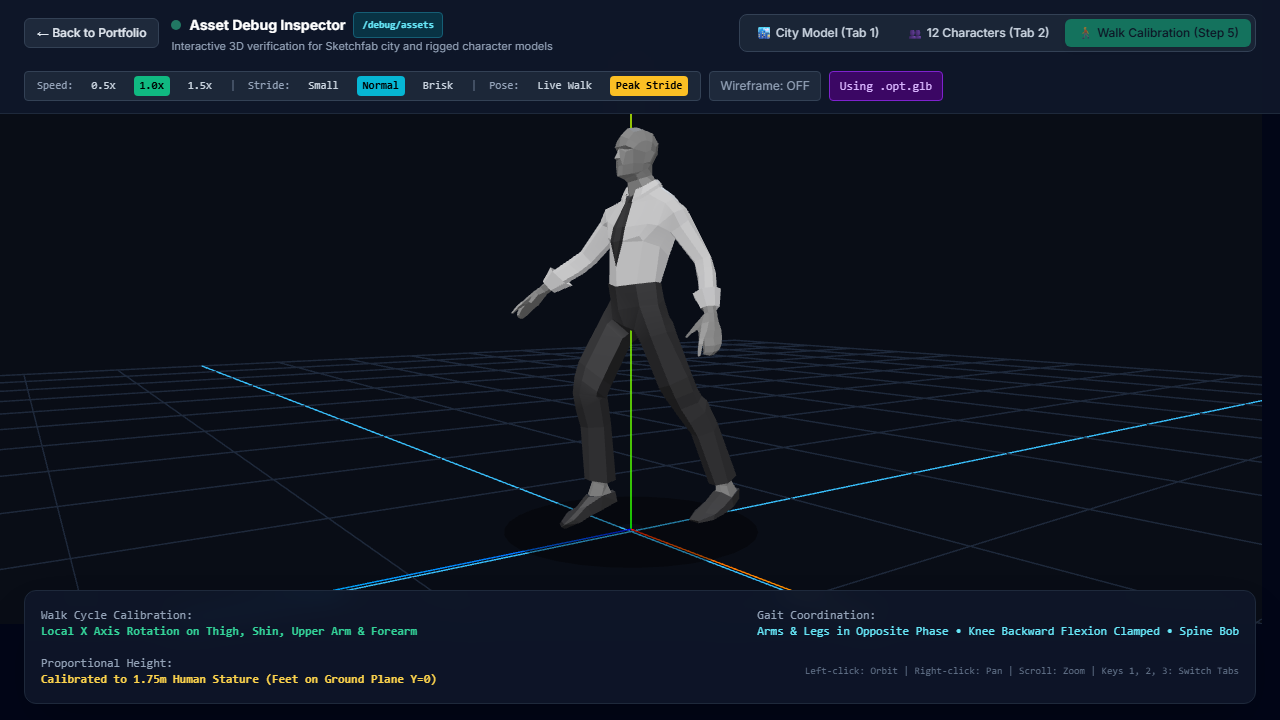 ← Back to Portfolio
Asset Debug Inspector
/debug/assets
Interactive 3D verification for Sketchfab city and rigged character models
🏙️ City Model (Tab 1)
👥 12 Characters (Tab 2)
🚶 Walk Calibration (Step 5)
Speed: 0.5x 1.0x 1.5x | Stride: Small Normal Brisk | Pose: Live Walk Peak Stride
Wireframe: OFF
Using .opt.glb
Walk Cycle Calibration:
Local X Axis Rotation on Thigh, Shin, Upper Arm & Forearm
Proportional Height:
Calibrated to 1.75m Human Stature (Feet on Ground Plane Y=0)
Gait Coordination:
Arms & Legs in Opposite Phase • Knee Backward Flexion Clamped • Spine Bob
Left-click: Orbit | Right-click: Pan | Scroll: Zoom | Keys 1, 2, 3: Switch Tabs